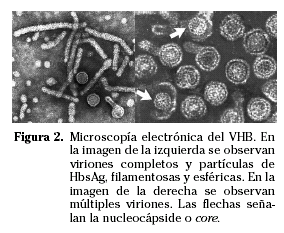 Figura 2. Microscopía electrónica del VHB. En
la imagen de la izquierda se observan
viriones completos y partículas de
HbsAg, filamentosas y esféricas. En la
imagen de la derecha se observan
múltiples viriones. Las flechas seña-
lan la nucleocápside o core.